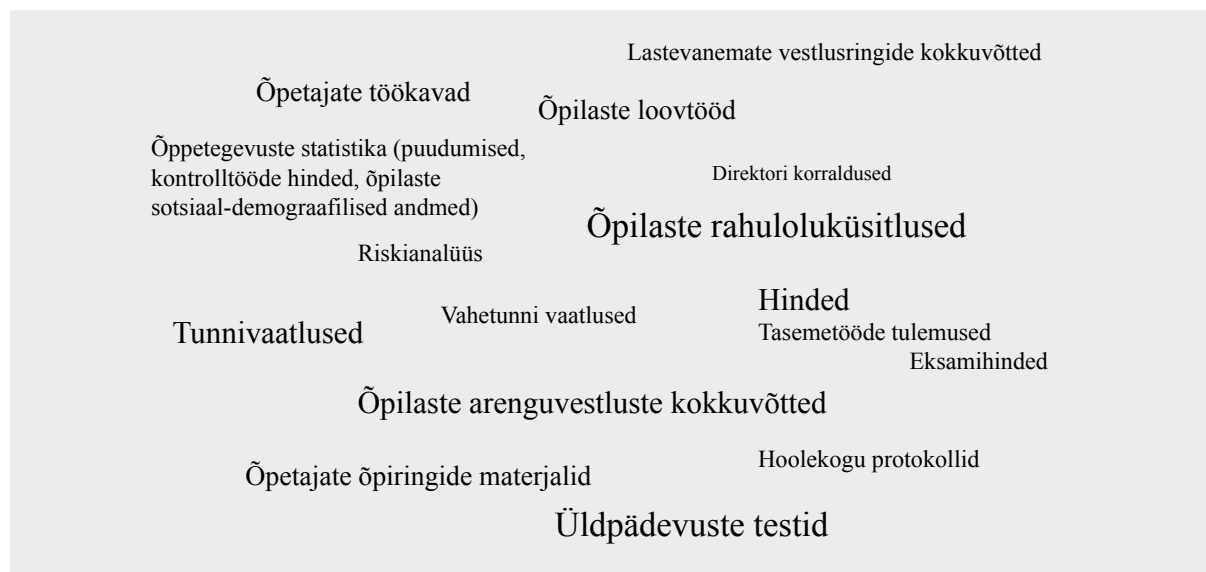 Lastevanemate vestlusringide kokkuvõtted
Õpetajate töökavad
Õpilaste loovtööd
Õppetegevuste statistika (puudumised,
kontrolltööde hinded, õpilaste
sotsiaal-demograafilised andmed)
Direktori korraldused
Õpilaste rahuloluküsitlused
Riskianalüüs
Hinded
Vahetunni vaatlused
Tunnivaatlused
Tasemetööde tulemused
Eksamihinded
Õpilaste arenguvestluste kokkuvõtted
Hoolekogu protokollid
Õpetajate õpiringide materjalid
Üldpädevuste testid